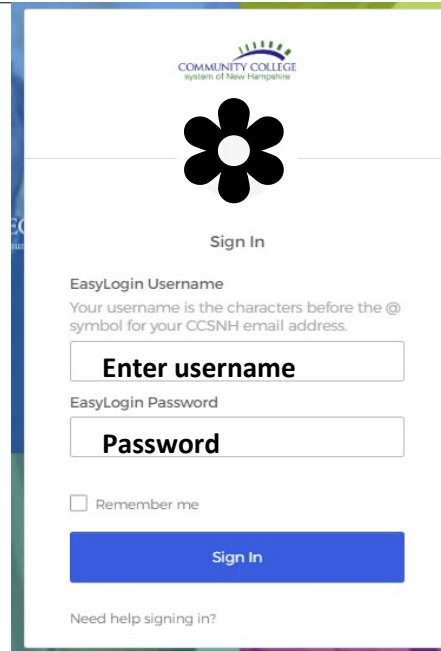 COMMUNITY COLLEGE
system of New Hampshire
Sign In
EasyLogin Username
Your username is the characters before the @
symbol for your CCSNH email address.
Enter username
EasyLogin Password
Password
Remember me
Sign In
Need help signing in?